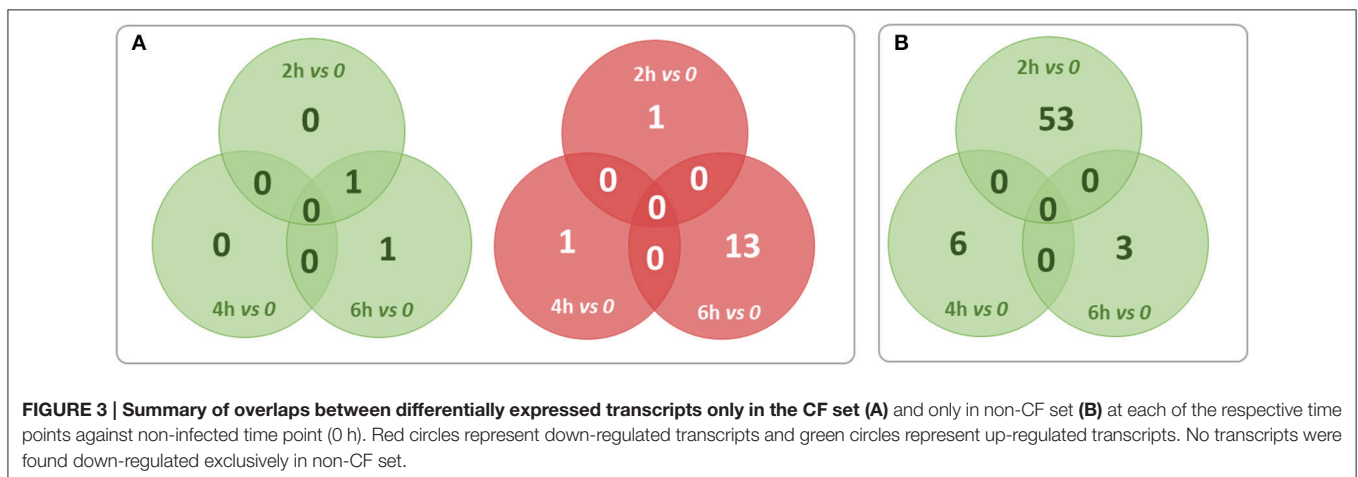 A
2h vs 0
0
0
1
0
0
0
1
4h vs 0
6h vs 0
2h vs 0
1
0
0
0
1
0
13
4h vs 0
6h vs 0
B
2h vs 0
53
0
0
0
6
0
3
4h vs 0
6h vs 0
FIGURE 3 | Summary of overlaps between differentially expressed transcripts only in the CF set (A) and only in non-CF set (B) at each of the respective time
points against non-infected time point (0 h). Red circles represent down-regulated transcripts and green circles represent up-regulated transcripts. No transcripts were
found down-regulated exclusively in non-CF set.